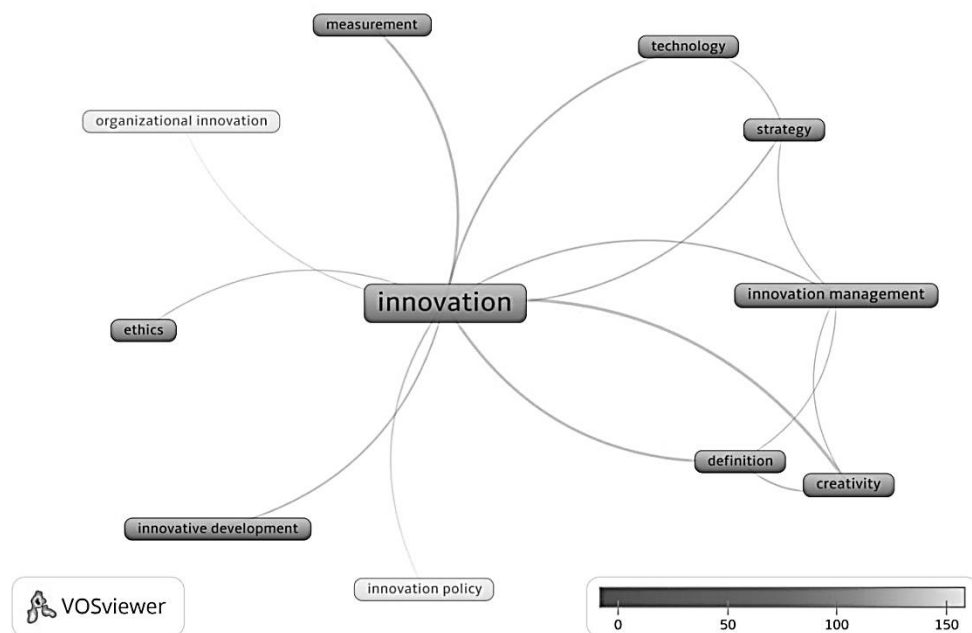 measurement
technology
organizational innovation
strategy
innovation
innovation management
ethics
definition
creativity
innovative development
innovation policy
VOSviewer
0 50 100 150